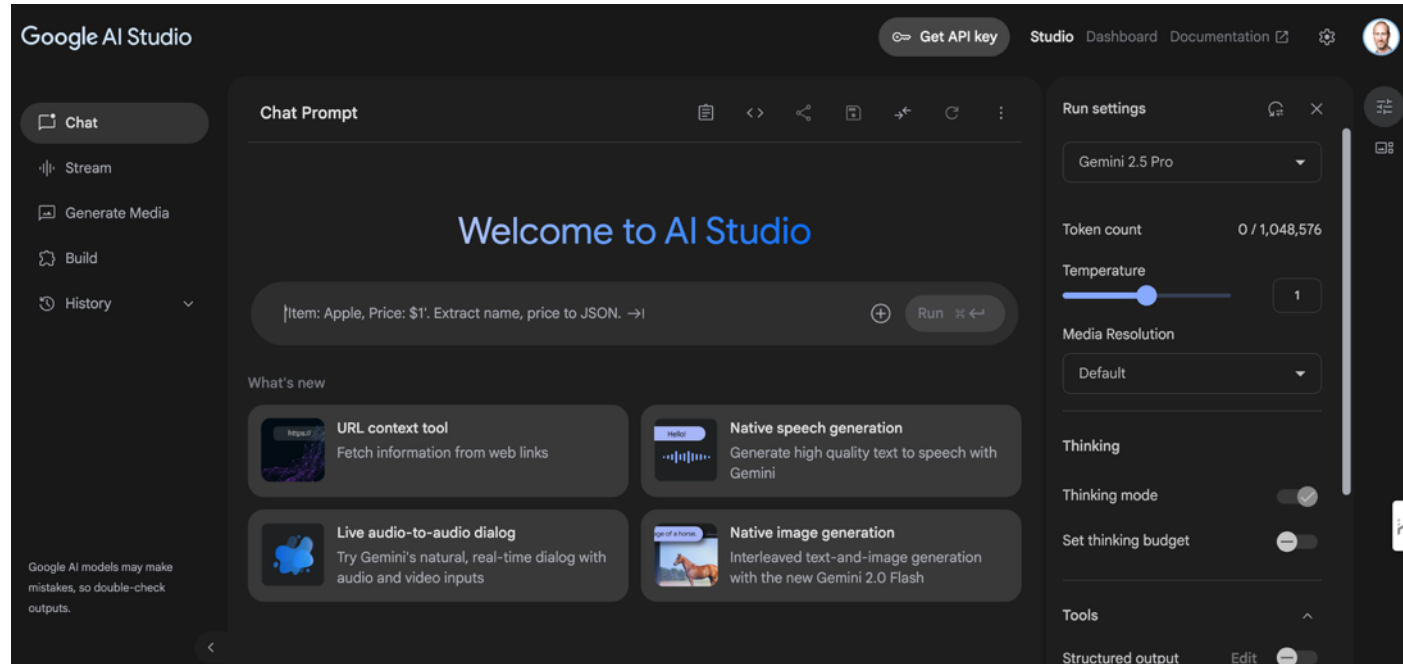 Google AI Studio
Get API key
Studio Dashboard Documentation
Chat
Stream
Generate Media
Build
History
Google AI models may make
mistakes, so double-check
outputs.
Chat Prompt
Welcome to AI Studio
'Item: Apple, Price: $1'. Extract name, price to JSON.
Run ⌘
What's new
https://
URL context tool
Fetch information from web links
Hello!
Native speech generation
Generate high quality text to speech with
Gemini
Live audio-to-audio dialog
Try Gemini's natural, real-time dialog with
audio and video inputs
of a horse.
Native image generation
Interleaved text-and-image generation
with the new Gemini 2.0 Flash
Run settings
Gemini 2.5 Pro
Token count 0 / 1,048,576
Temperature
1
Media Resolution
Default
Thinking
Thinking mode
Set thinking budget
Tools
Structured output Edit